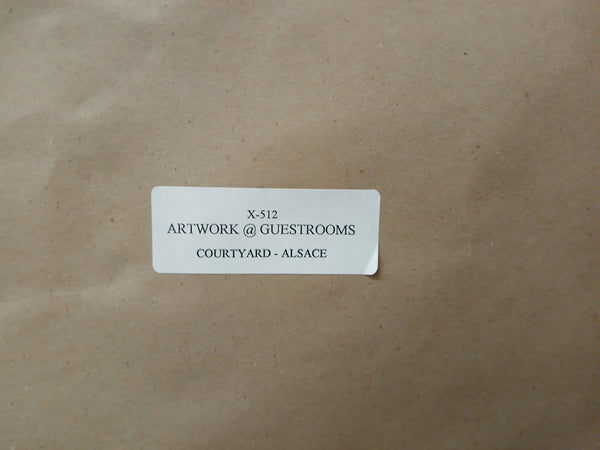 X-512
ARTWORK @ GUESTROOMS
COURTYARD - ALSACE